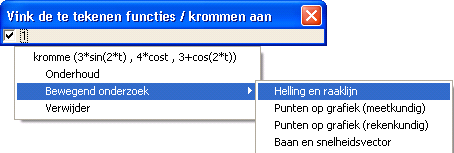 Vink de te tekenen functies / krommen aan
1
kromme (3*sin(2*t) , 4*cost , 3+cos(2*t))
Onderhoud
Bewegend onderzoek
Verwijder
Helling en raaklijn
Punten op grafiek (meetkundig)
Punten op grafiek (rekenkundig)
Baan en snelheidsvector